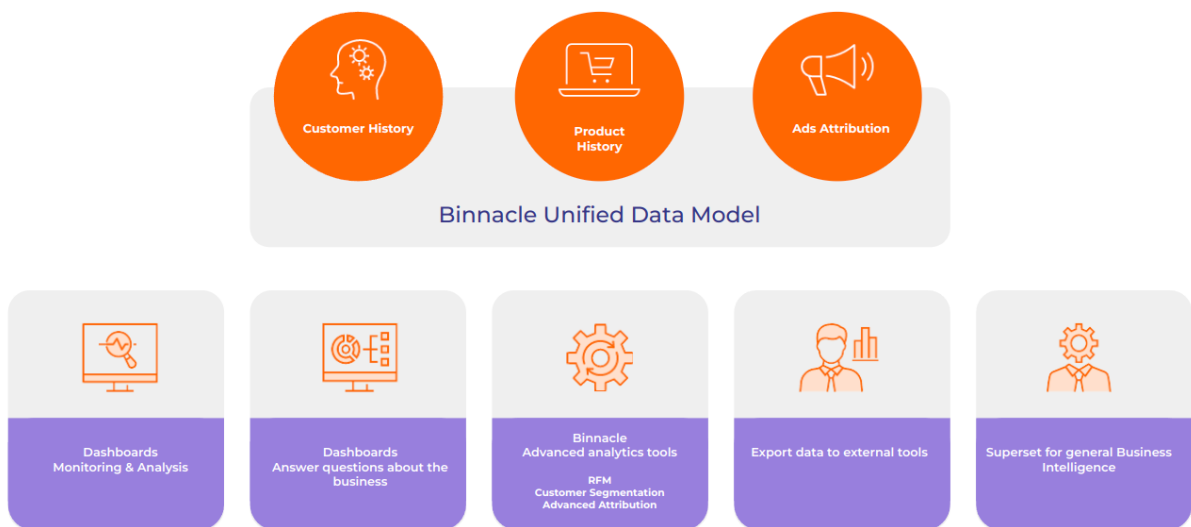 Customer History
Product
History
Ads Attribution
Binnacle Unified Data Model
Dashboards
Monitoring & Analysis
Dashboards
Answer questions about the
business
Binnacle
Advanced analytics tools
RFM
Customer Segmentation
Advanced Attribution
Export data to external tools
Superset for general Business
Intelligence